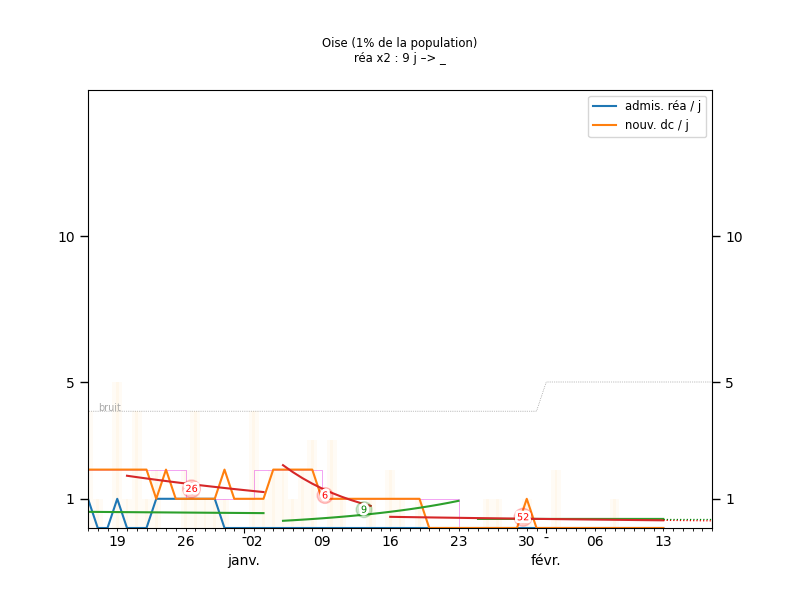 Oise (1% de la population)
réa x2 : 9 j –> _
admis. réa / j
nouv. dc / j
10
10
5
5
bruit
26
6
9
52
1
1
19
26
02
09
16
23
30
06
13
janv.
févr.